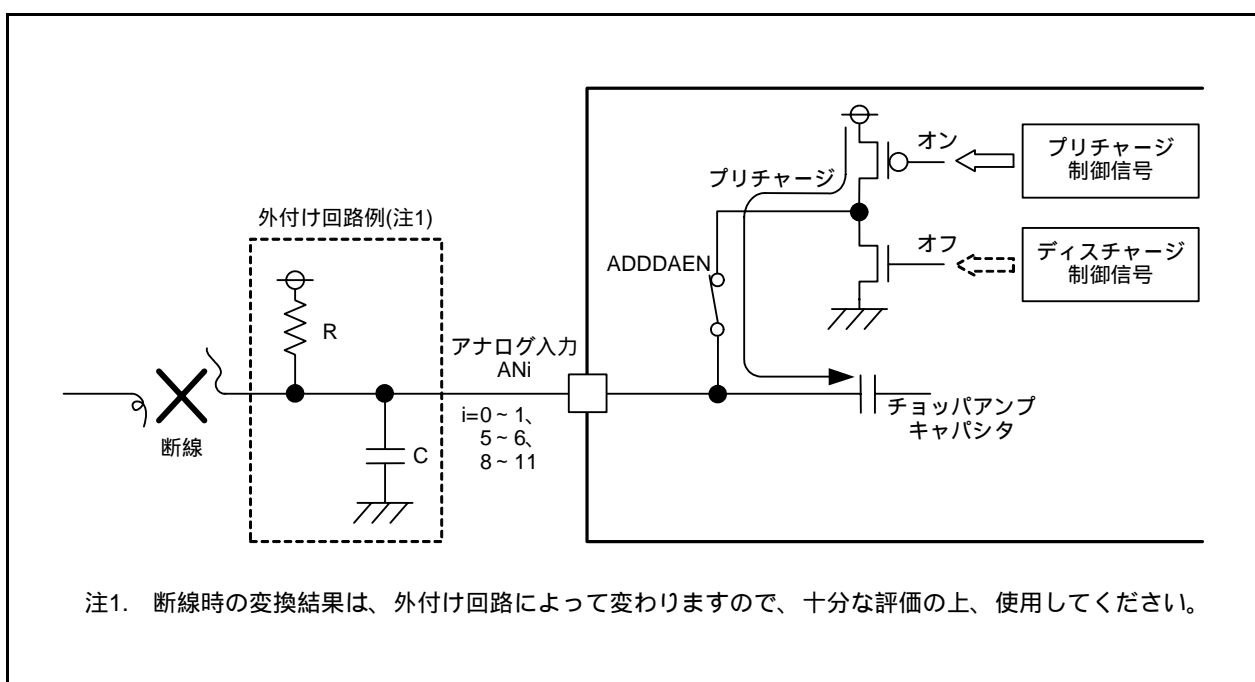 オン
プリチャージ
制御信号
プリチャージ
外付け回路例(注1)
オフ
ディスチャージ
制御信号
ADDDAEN
R
アナログ入力
ANi
i=0~1、
5~6、
8~11
チョッパアンプ
キャパシタ
断線
C
注1. 断線時の変換結果は、外付け回路によって変わりますので、十分な評価の上、使用してください。